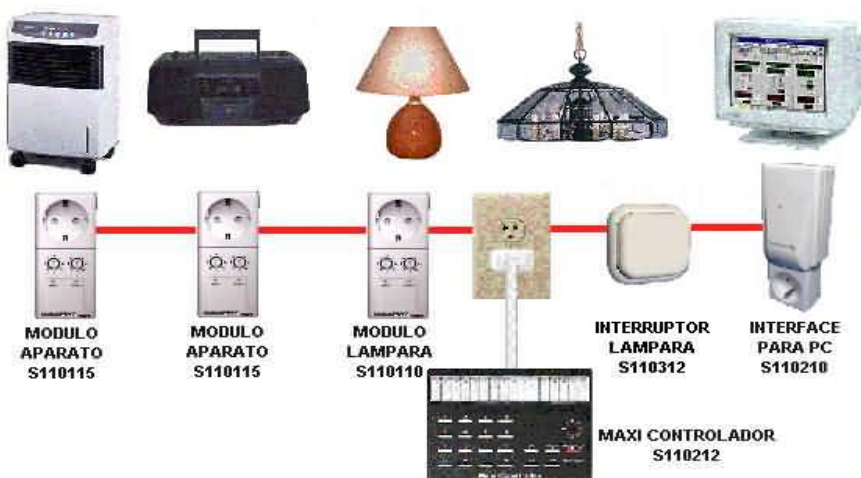 MODULO
APARATO
S110115
MODULO
APARATO
S110115
MODULO
LAMPARA
S110110
INTERRUPTOR
LAMPARA
S110312
INTERFACE
PARA PC
S110210
MAXI CONTROLADOR
S110212